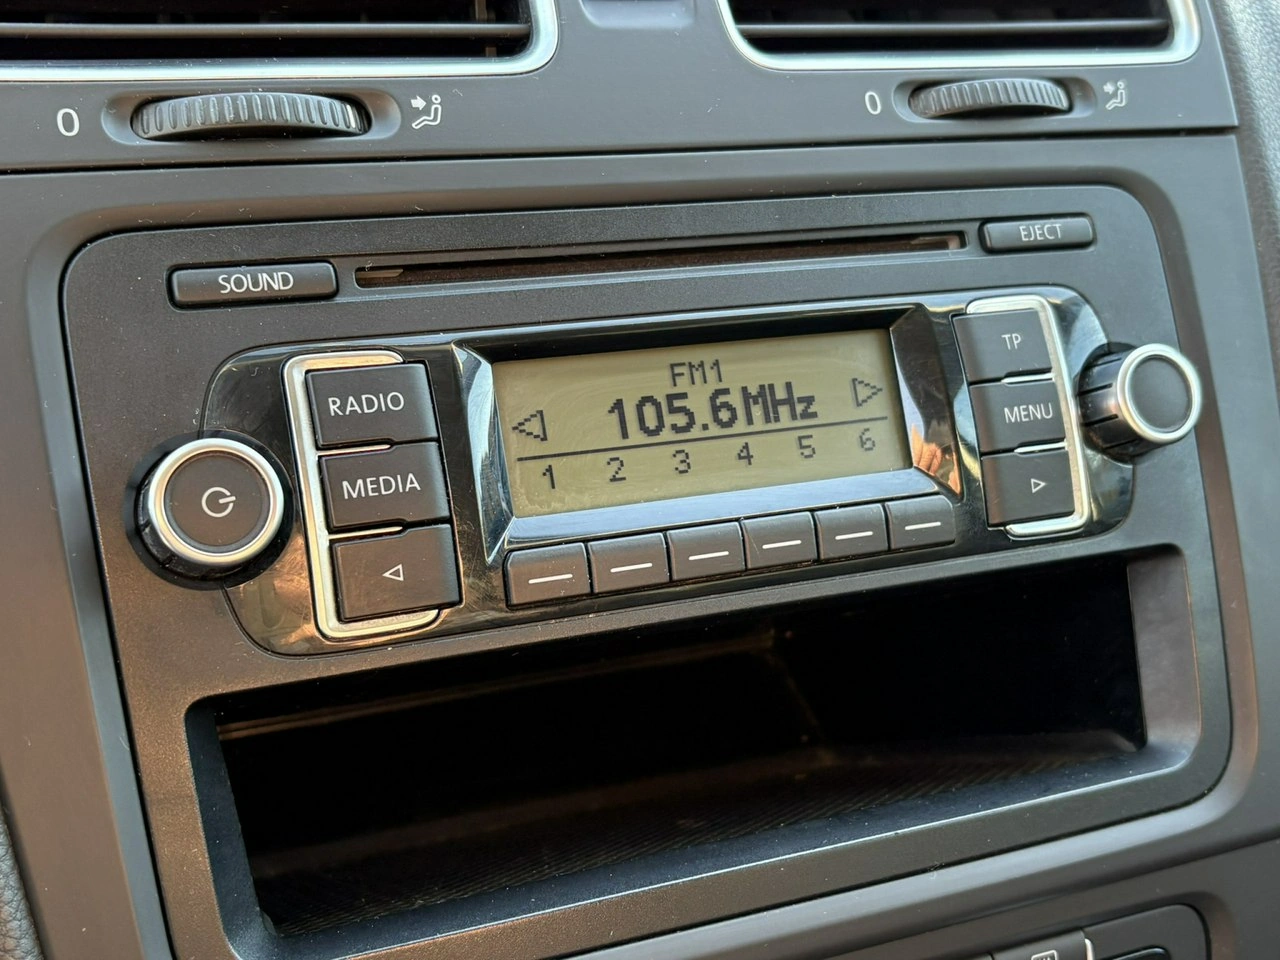 0
0
SOUND
EJECT
RADIO
MEDIA
FM1
105.6MHz
1 2 3 4 5 6
TP
MENU